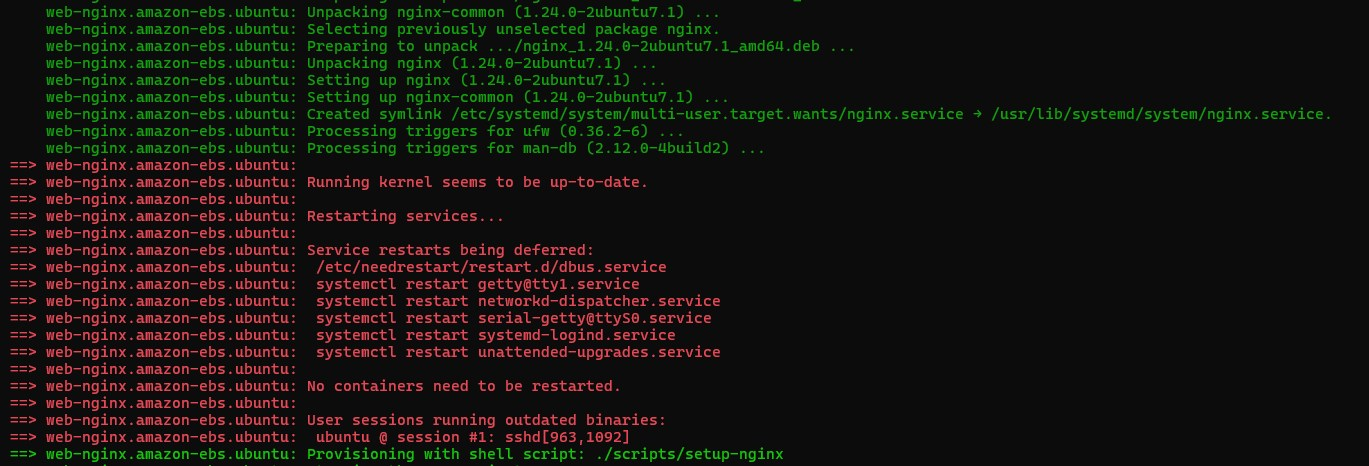 web-nginx.amazon-ebs.ubuntu: Unpacking nginx-common (1.24.0-2ubuntu7.1) ...
web-nginx.amazon-ebs.ubuntu: Selecting previously unselected package nginx.
web-nginx.amazon-ebs.ubuntu: Preparing to unpack .../nginx_1.24.0-2ubuntu7.1_amd64.deb ...
web-nginx.amazon-ebs.ubuntu: Unpacking nginx (1.24.0-2ubuntu7.1) ...
web-nginx.amazon-ebs.ubuntu: Setting up nginx (1.24.0-2ubuntu7.1) ...
web-nginx.amazon-ebs.ubuntu: Setting up nginx-common (1.24.0-2ubuntu7.1) ...
web-nginx.amazon-ebs.ubuntu: Created symlink /etc/systemd/system/multi-user.target.wants/nginx.service → /usr/lib/systemd/system/nginx.service.
web-nginx.amazon-ebs.ubuntu: Processing triggers for ufw (0.36.2-6) ...
web-nginx.amazon-ebs.ubuntu: Processing triggers for man-db (2.12.0-4build2) ...
==> web-nginx.amazon-ebs.ubuntu:
==> web-nginx.amazon-ebs.ubuntu: Running kernel seems to be up-to-date.
==> web-nginx.amazon-ebs.ubuntu:
==> web-nginx.amazon-ebs.ubuntu: Restarting services...
==> web-nginx.amazon-ebs.ubuntu:
==> web-nginx.amazon-ebs.ubuntu: Service restarts being deferred:
==> web-nginx.amazon-ebs.ubuntu:  /etc/needrestart/restart.d/dbus.service
==> web-nginx.amazon-ebs.ubuntu:  systemctl restart getty@tty1.service
==> web-nginx.amazon-ebs.ubuntu:  systemctl restart networkd-dispatcher.service
==> web-nginx.amazon-ebs.ubuntu:  systemctl restart serial-getty@ttyS0.service
==> web-nginx.amazon-ebs.ubuntu:  systemctl restart systemd-logind.service
==> web-nginx.amazon-ebs.ubuntu:  systemctl restart unattended-upgrades.service
==> web-nginx.amazon-ebs.ubuntu:
==> web-nginx.amazon-ebs.ubuntu: No containers need to be restarted.
==> web-nginx.amazon-ebs.ubuntu:
==> web-nginx.amazon-ebs.ubuntu: User sessions running outdated binaries:
==> web-nginx.amazon-ebs.ubuntu:  ubuntu @ session #1: sshd[963,1092]
==> web-nginx.amazon-ebs.ubuntu: Provisioning with shell script: ./scripts/setup-nginx